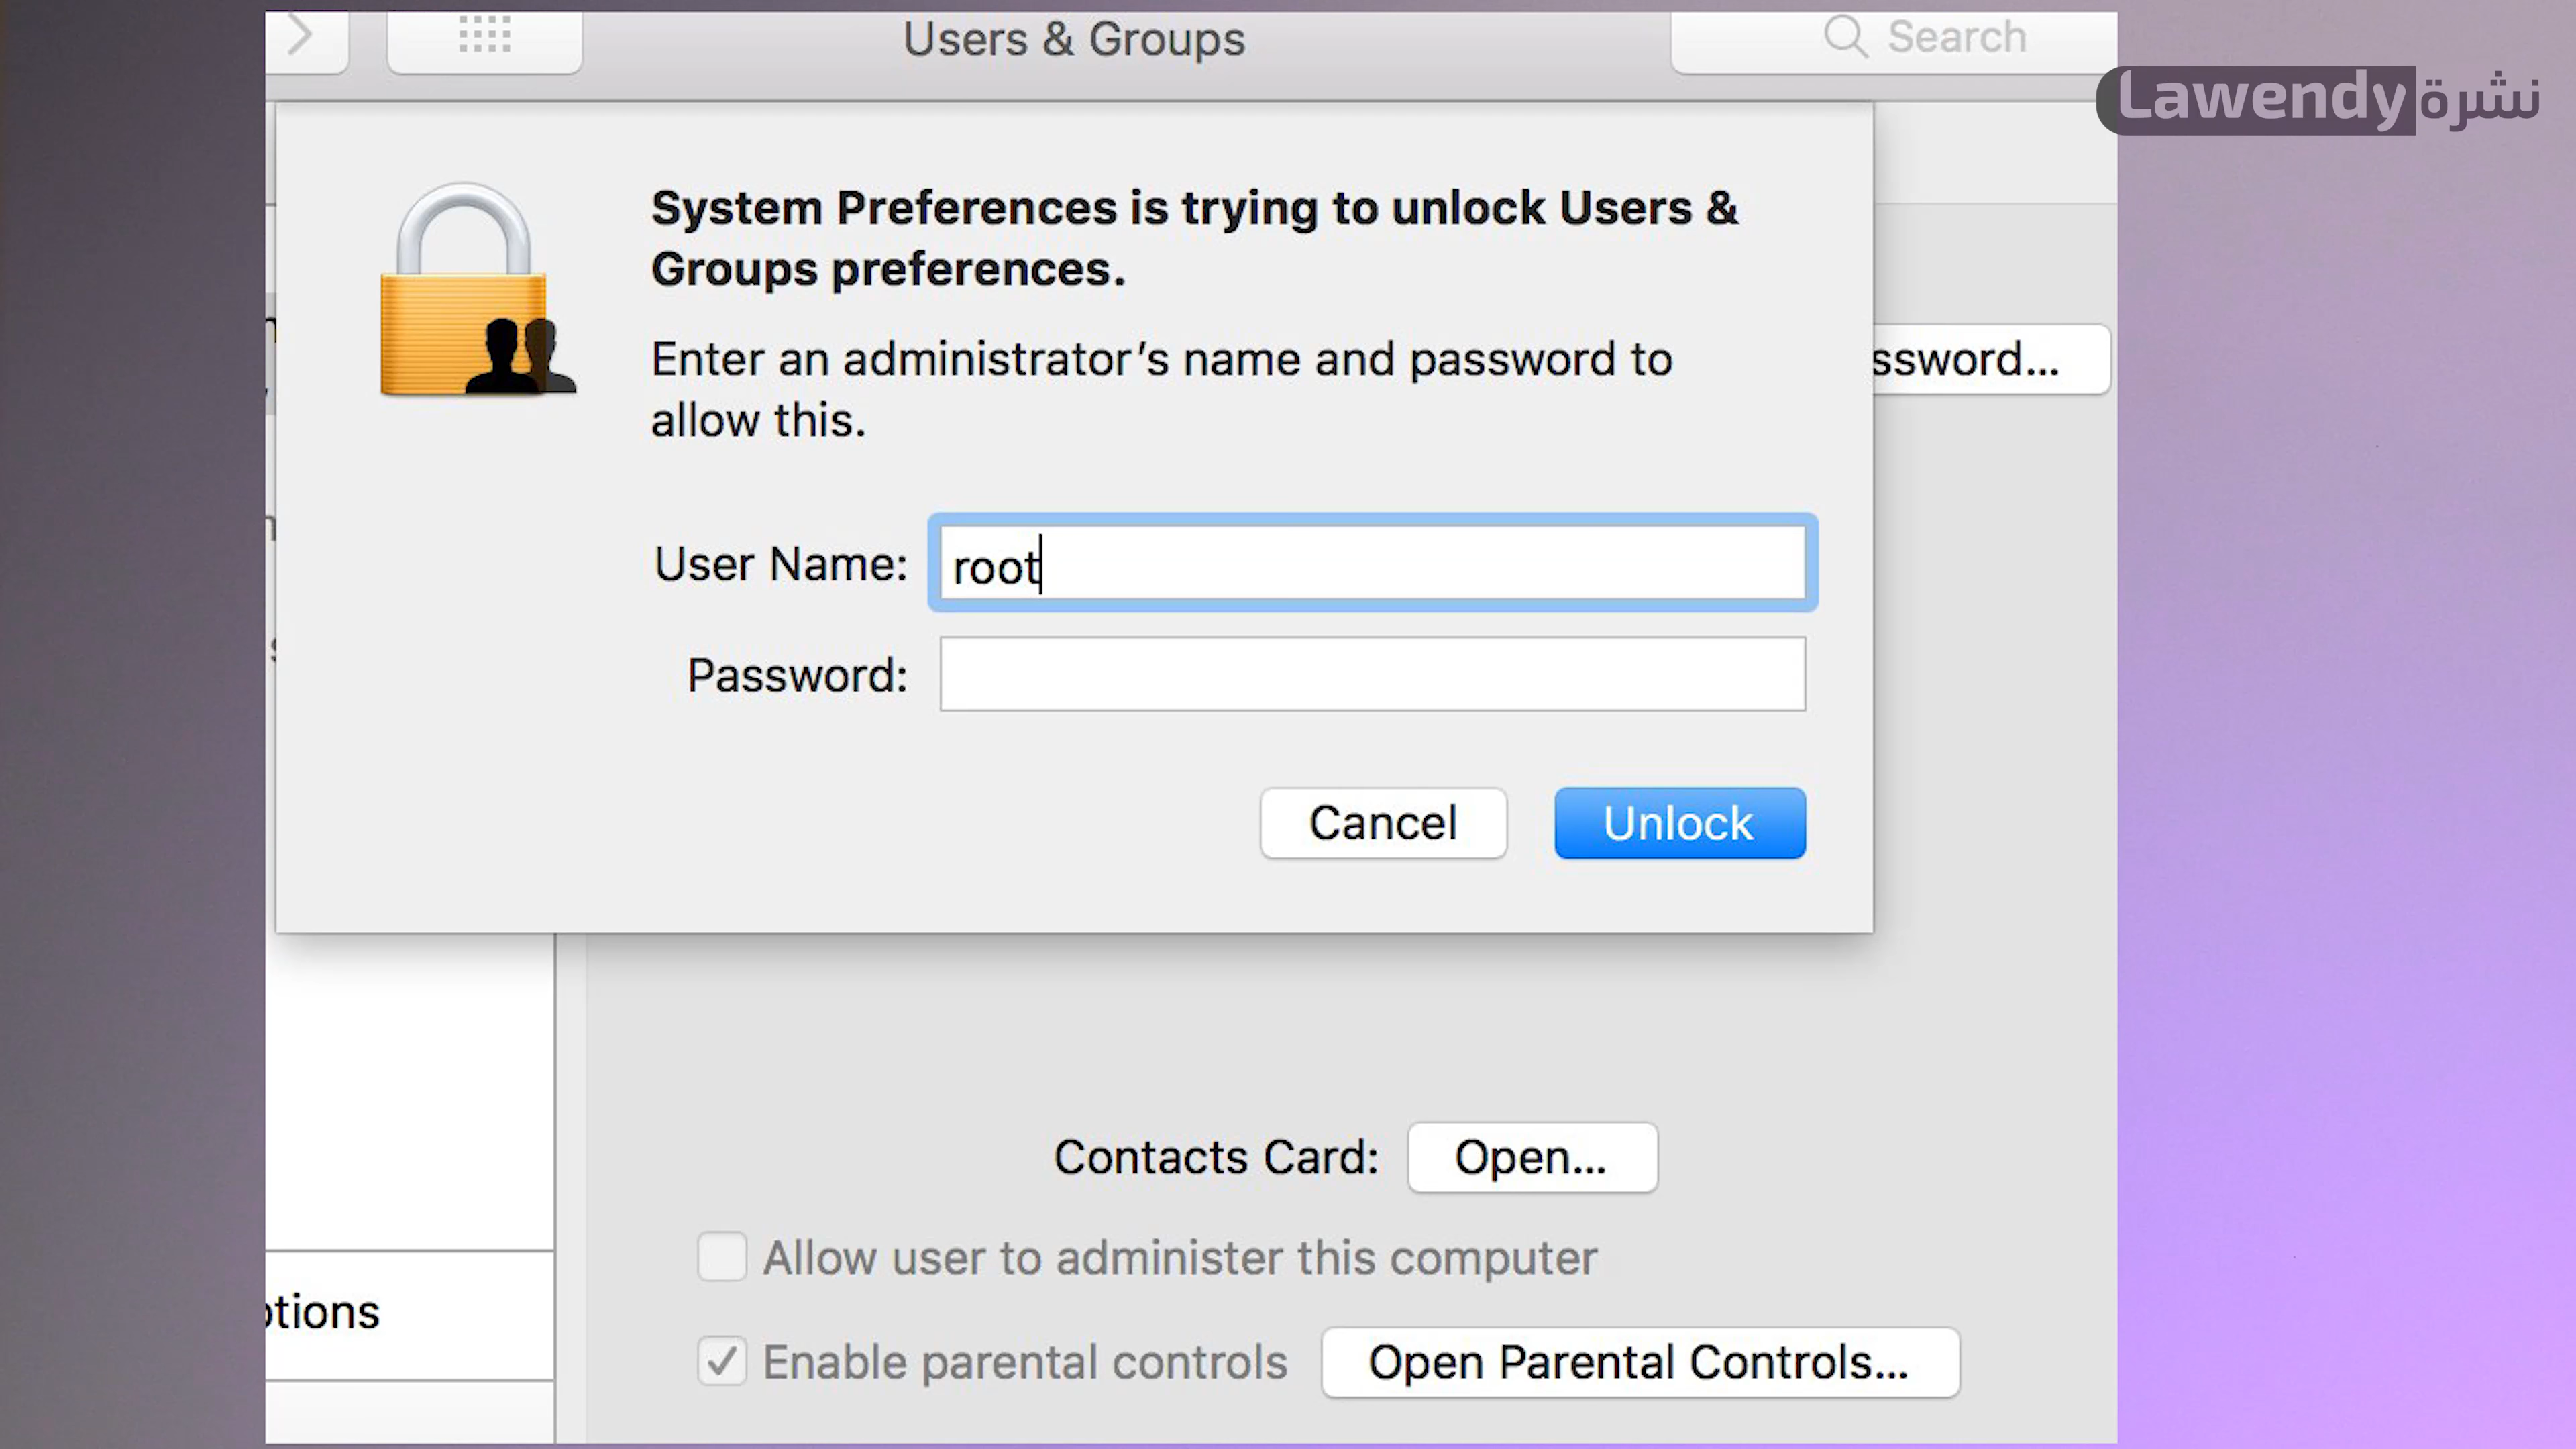 Users & Groups
Search
Lawendy نشرة
System Preferences is trying to unlock Users &
Groups preferences.
ssword...
Enter an administrator's name and password to
allow this.
User Name: root
Password:
Cancel
Unlock
Contacts Card: Open...
Allow user to administer this computer
otions
Enable parental controls
Open Parental Controls...